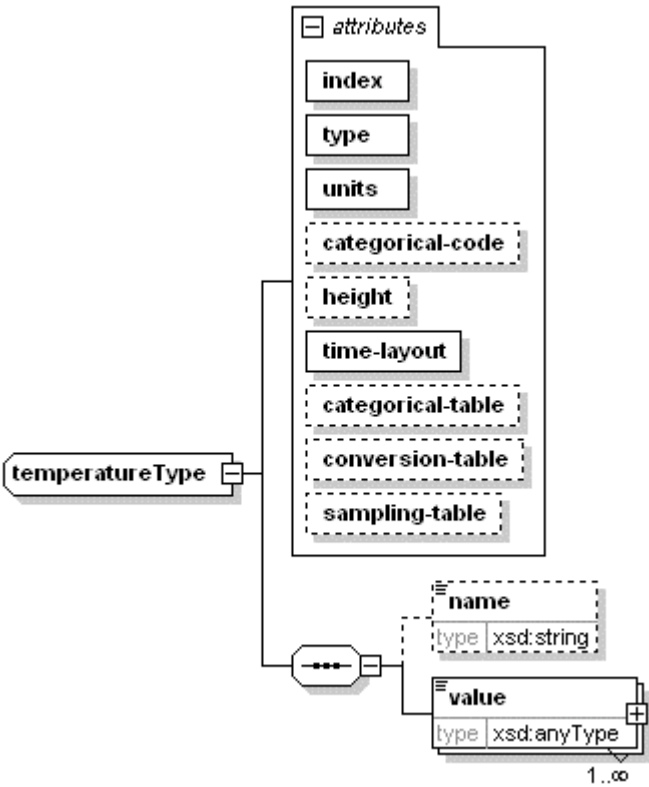 attributes
index
type
units
categorical-code
height
time-layout
categorical-table
conversion-table
sampling-table
temperatureType
name
type xsd:string
value
type xsd:anyType
1..∞